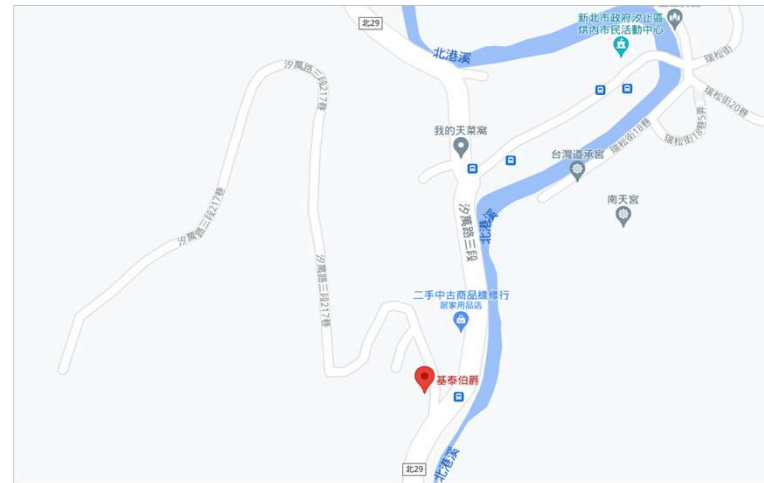 北29
北港溪
新北市政府汐止區
烘內市民活動中心
瑞松街
汐萬路三段217巷
瑞松街20巷
我的天菜窩
瑞松街18巷
瑞松街18巷5弄
台灣道承宮
汐萬路三段217巷
南天宮
汐萬路三段
北港溪
汐萬路三段217巷
二手中古商品維修行
居家用品店
基泰伯爵
北29
北港溪